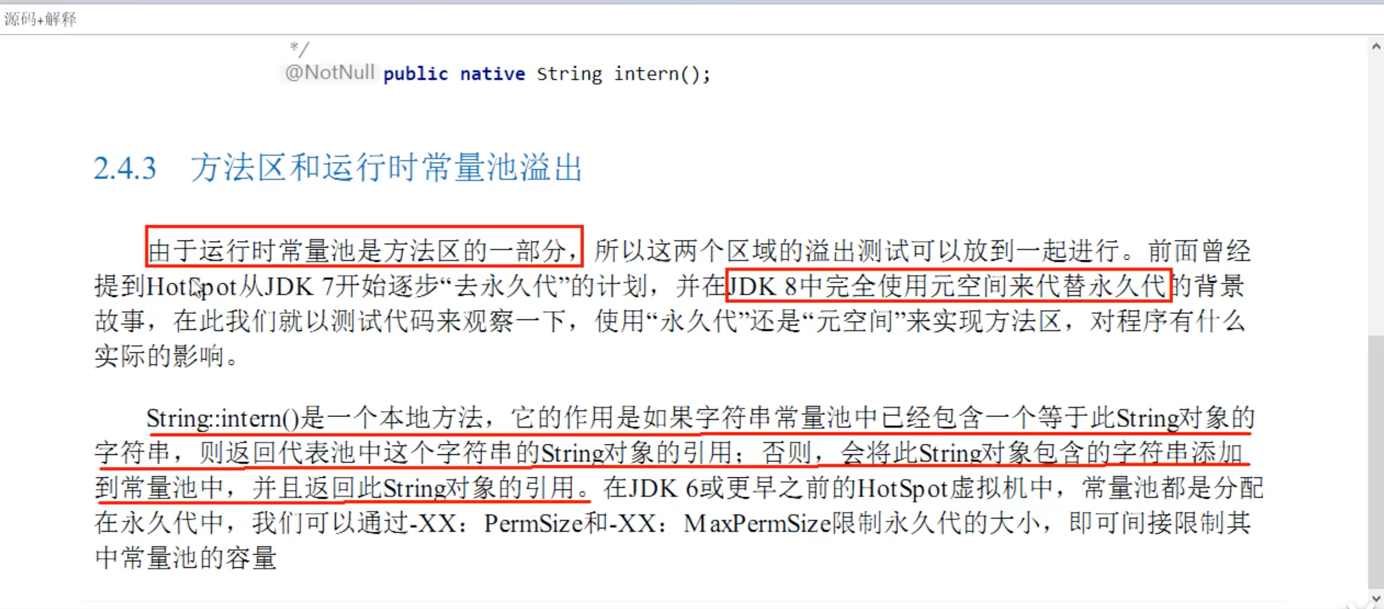 源码+解释
*/
@NotNull public native String intern();
2.4.3 方法区和运行时常量池溢出
由于运行时常量池是方法区的一部分，所以这两个区域的溢出测试可以放到一起进行。前面曾经
提到HotSpot从JDK 7开始逐步“去永久代”的计划，并在JDK 8中完全使用元空间来代替永久代的背景
故事，在此我们就以测试代码来观察一下，使用“永久代”还是“元空间”来实现方法区，对程序有什么
实际的影响。
String::intern()是一个本地方法，它的作用是如果字符串常量池中已经包含一个等于此String对象的
字符串，则返回代表池中这个字符串的String对象的引用；否则，会将此String对象包含的字符串添加
到常量池中，并且返回此String对象的引用。在JDK 6或更早之前的HotSpot虚拟机中，常量池都是分配
在永久代中，我们可以通过-XX：PermSize和-XX：MaxPermSize限制永久代的大小，即可间接限制其
中常量池的容量